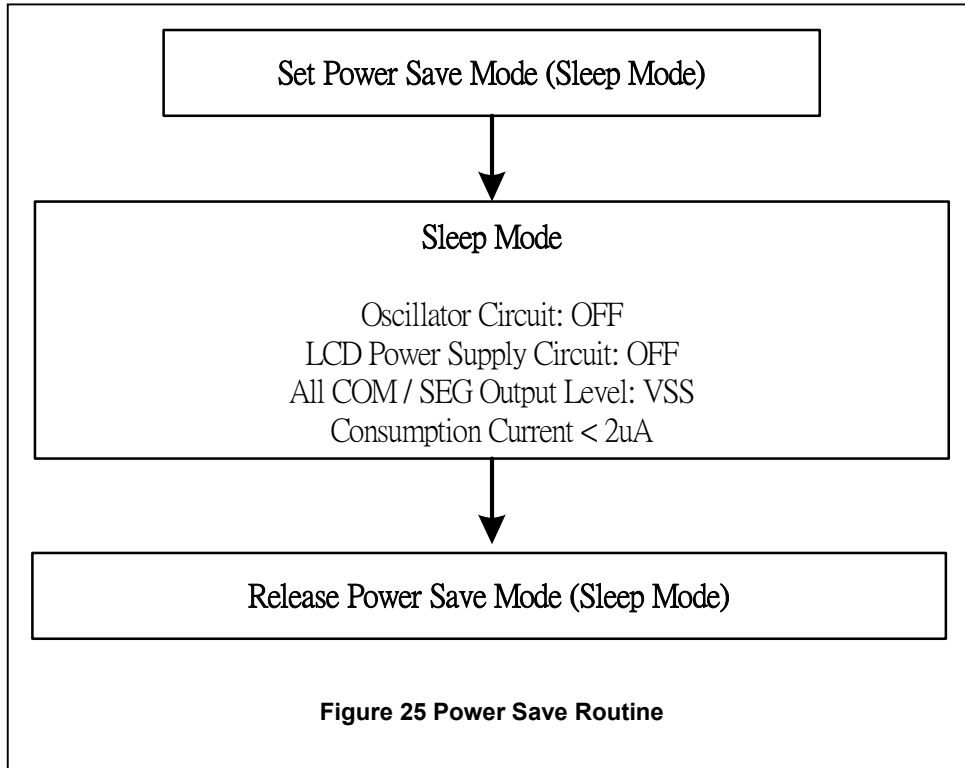 Set Power Save Mode (Sleep Mode)
Sleep Mode
Oscillator Circuit: OFF
LCD Power Supply Circuit: OFF
All COM / SEG Output Level: VSS
Consumption Current < 2uA
Release Power Save Mode (Sleep Mode)
Figure 25 Power Save Routine